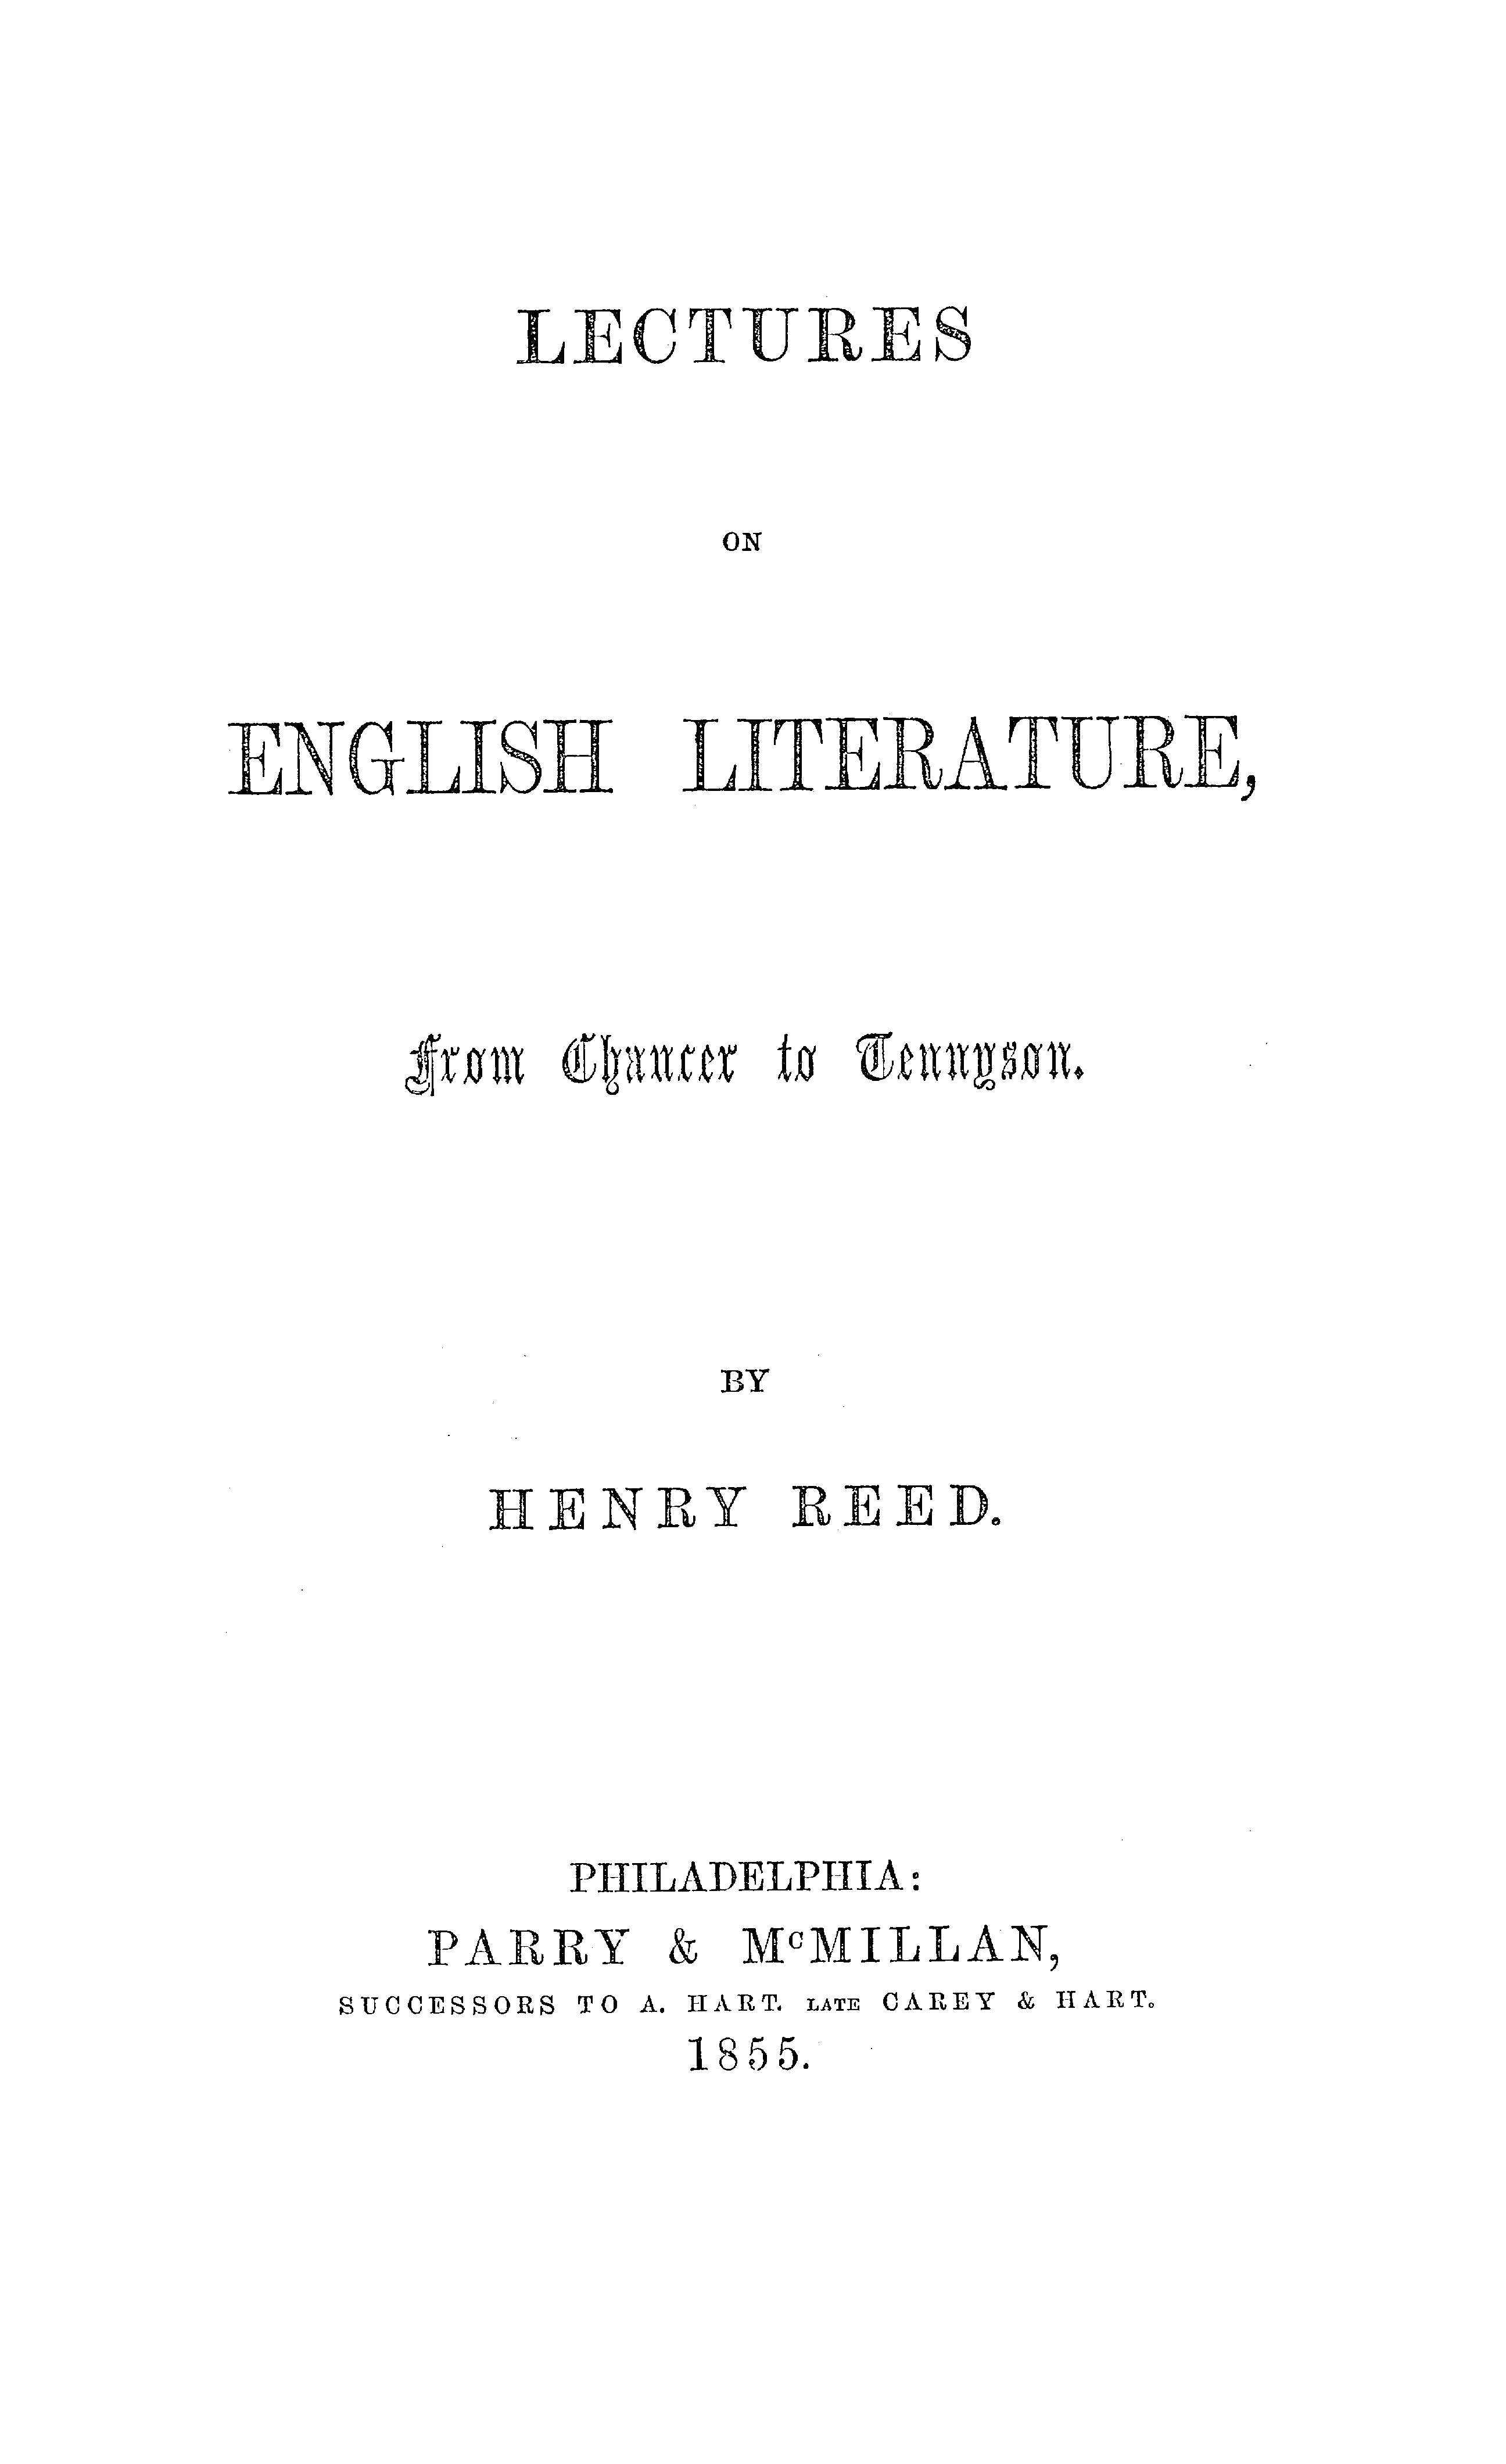 LECTURES
ON
ENGLISH LITERATURE,
From Chaucer to Tennyson.
BY
HENRY REED.
PHILADELPHIA:
PARRY & McMILLAN,
SUCCESSORS TO A. HART. LATE CAREY & HART.
1855.